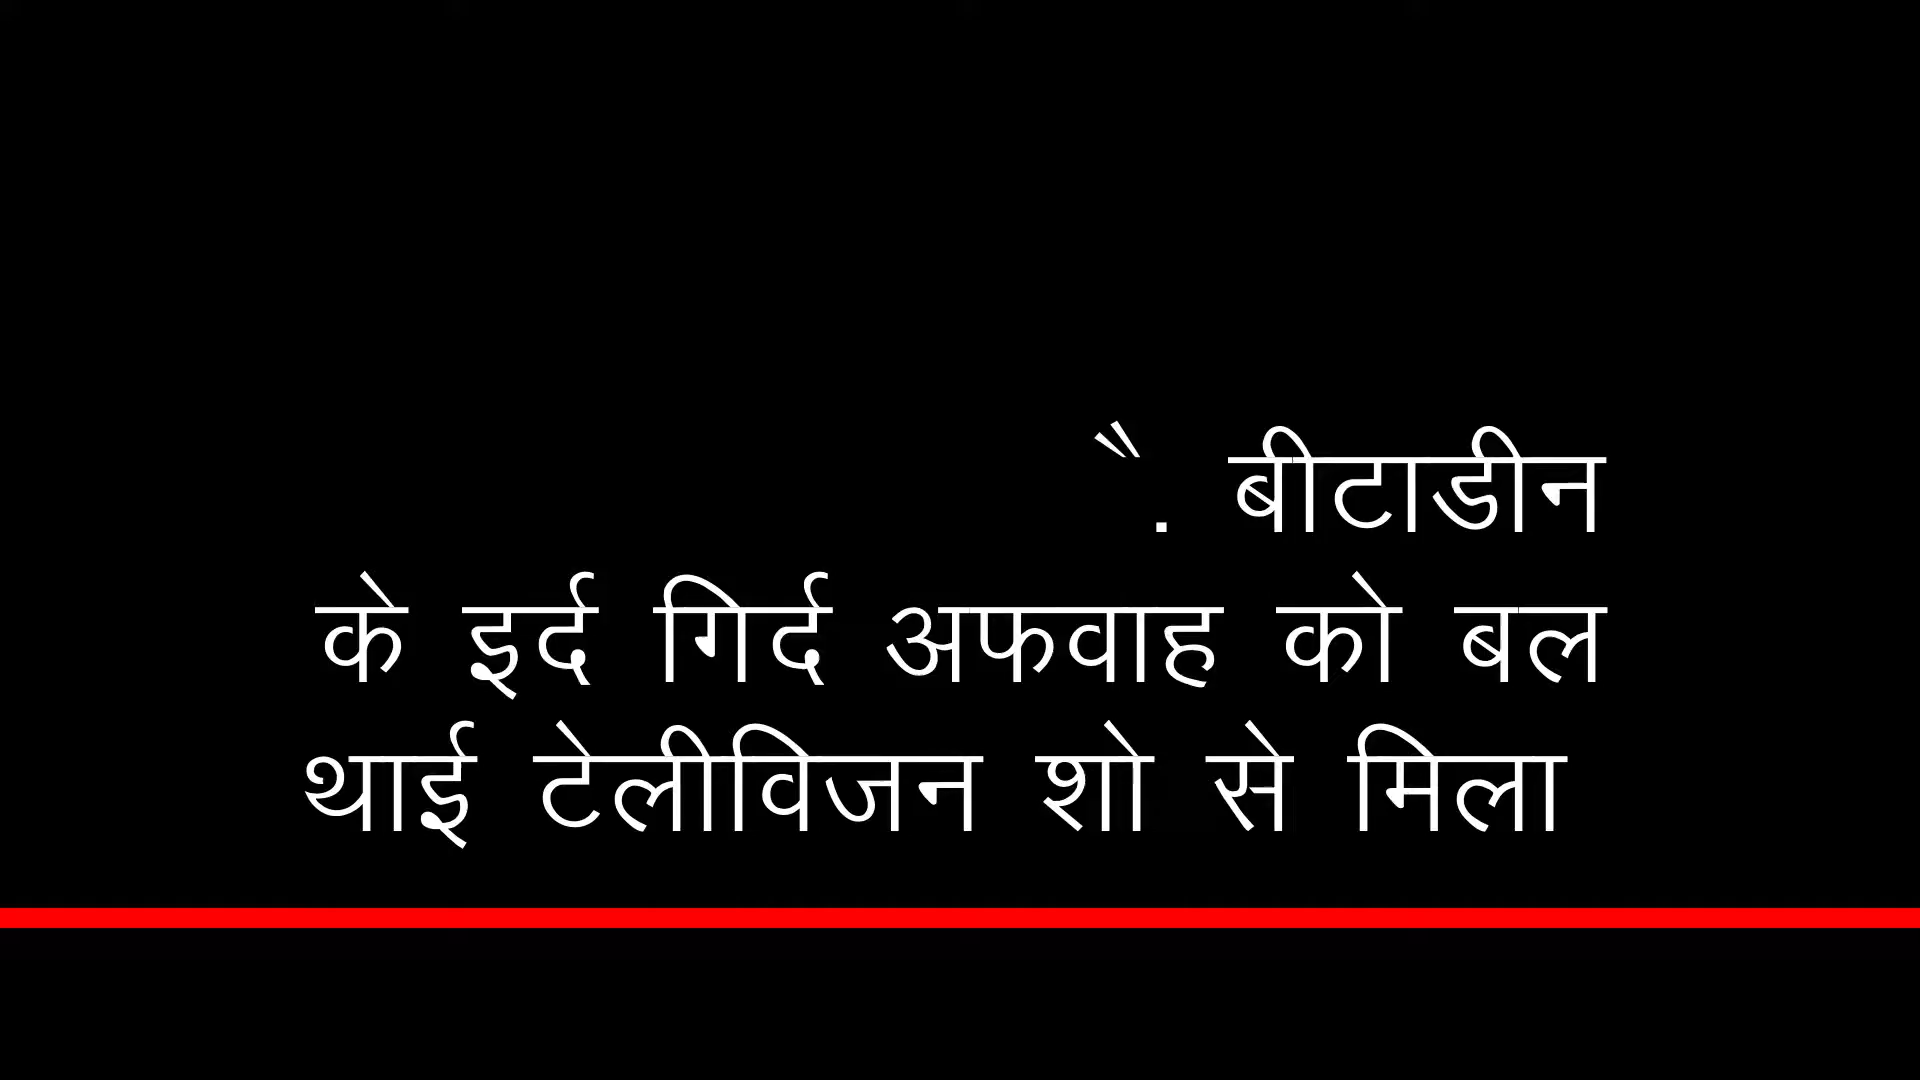 ै. बीटाडीन
के इर्द गिर्द अफवाह को बल
थाई टेलीविजन शो से मिला